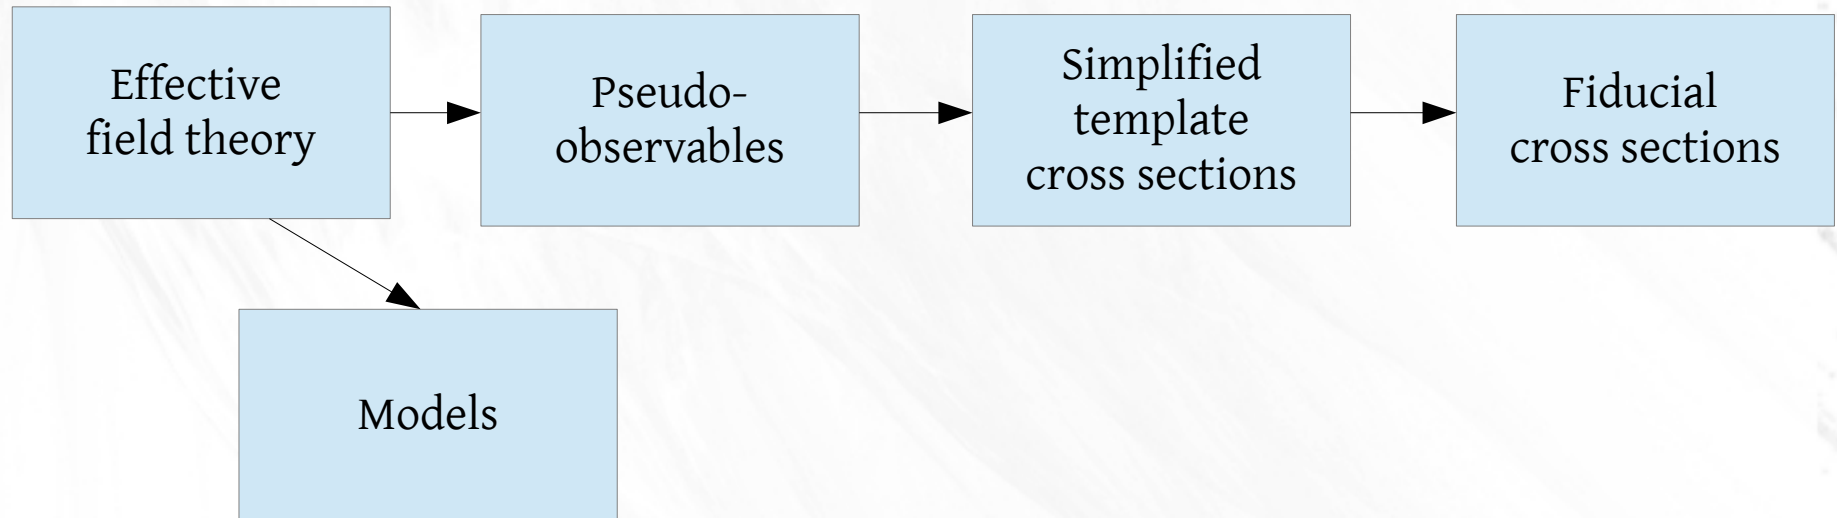 Effective
field theory
Pseudo-
observables
Simplified
template
cross sections
Fiducial
cross sections
Models